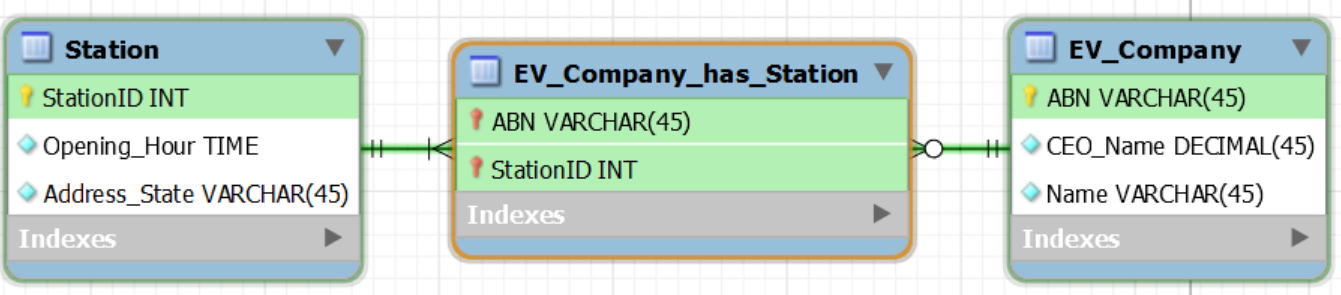 Station
StationID INT
Opening_Hour TIME
Address_State VARCHAR(45)
Indexes
EV_Company_has_Station
ABN VARCHAR(45)
StationID INT
Indexes
EV_Company
ABN VARCHAR(45)
CEO_Name DECIMAL(45)
Name VARCHAR(45)
Indexes